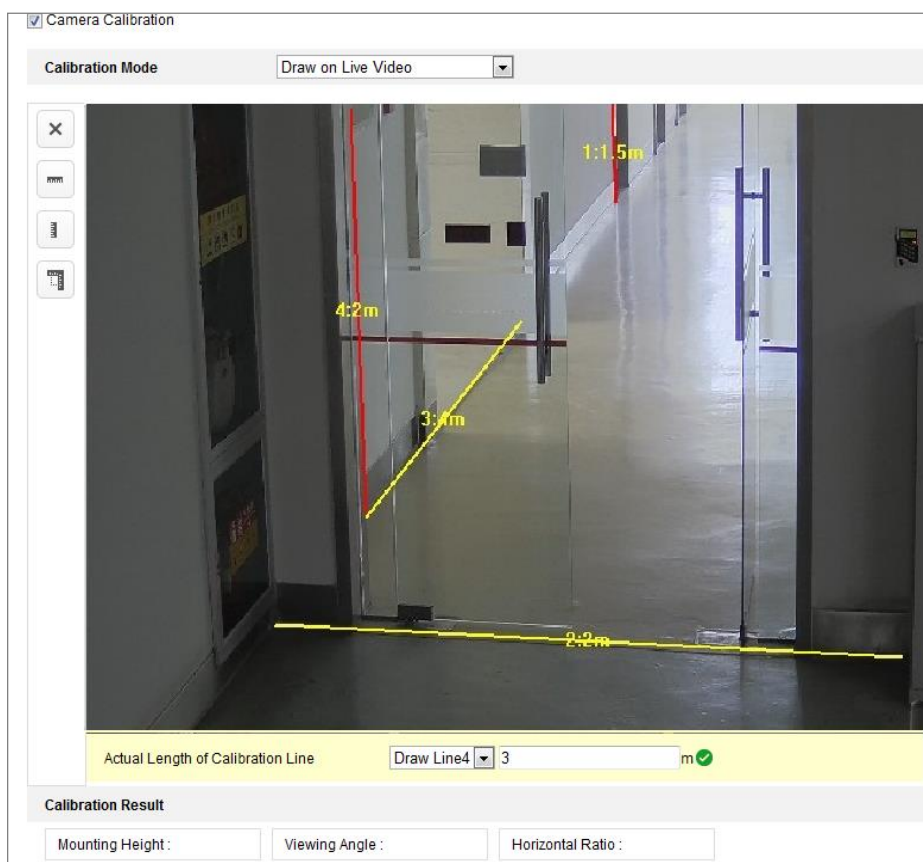 Camera Calibration
Calibration Mode
Draw on Live Video
1:1.5m
4:2m
3:4m
2:2m
Actual Length of Calibration Line
Draw Line4
3
m
Calibration Result
Mounting Height :
Viewing Angle :
Horizontal Ratio :